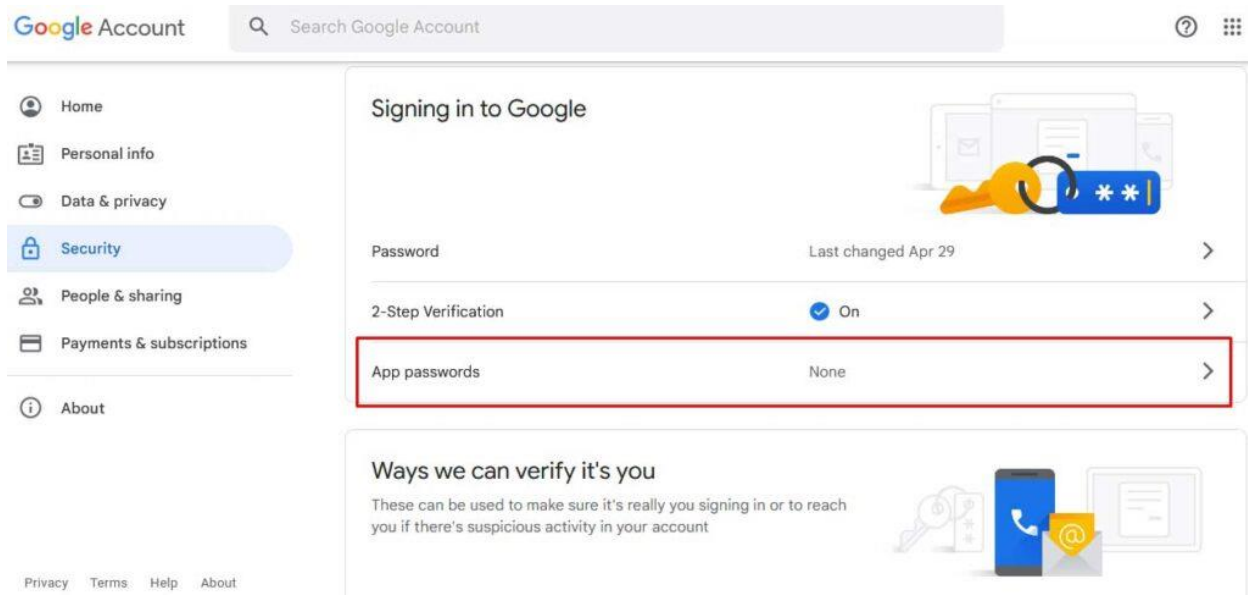 Google Account
Search Google Account
Home
Personal info
Data & privacy
Security
People & sharing
Payments & subscriptions
About
Signing in to Google
**
Password Last changed Apr 29
2-Step Verification On
App passwords None
Ways we can verify it's you
These can be used to make sure it's really you signing in or to reach
you if there's suspicious activity in your account
@
Privacy Terms Help About